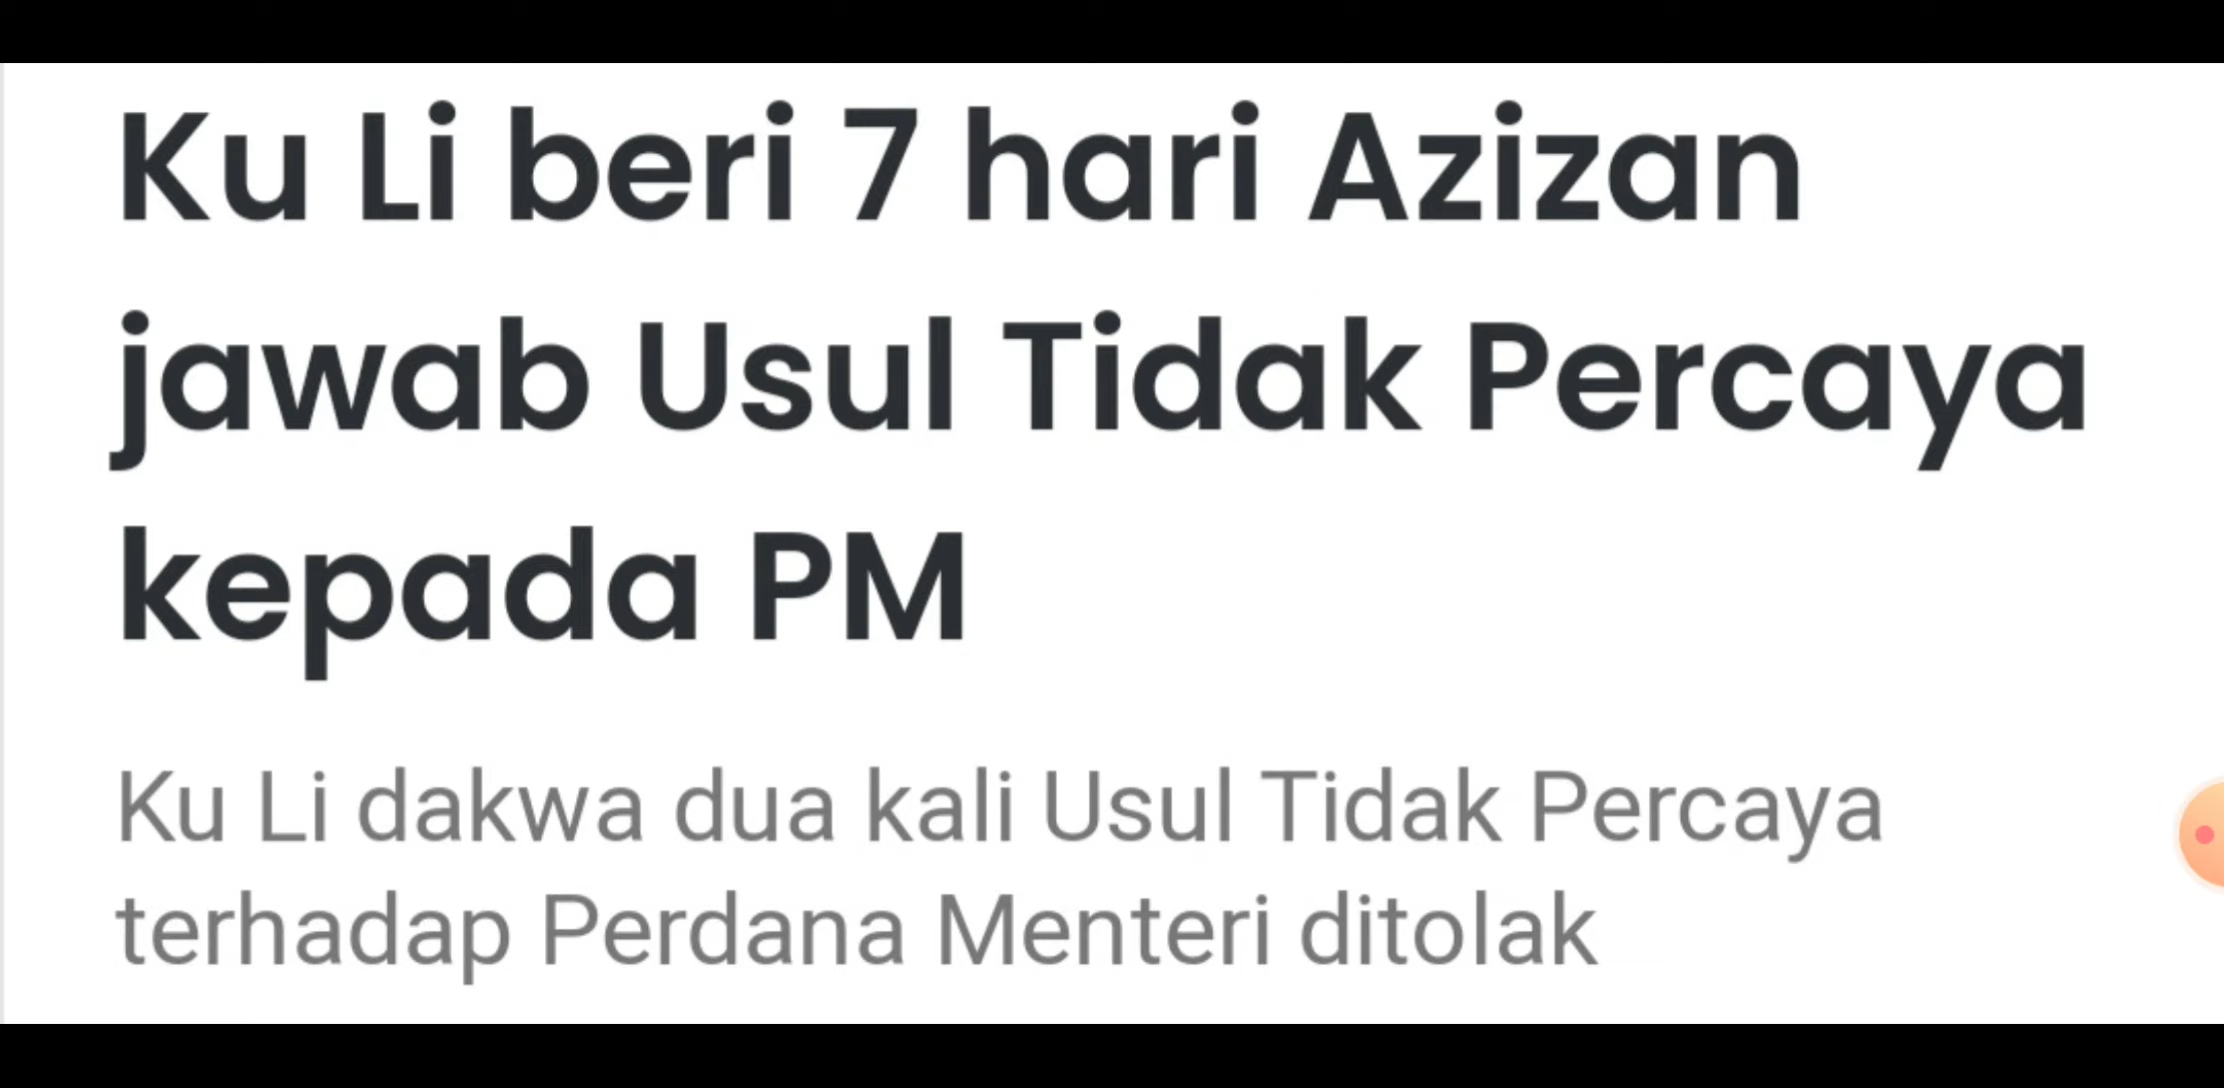 Ku Li beri 7 hari Azizan
jawab Usul Tidak Percaya
kepada PM
Ku Li dakwa dua kali Usul Tidak Percaya
terhadap Perdana Menteri ditolak